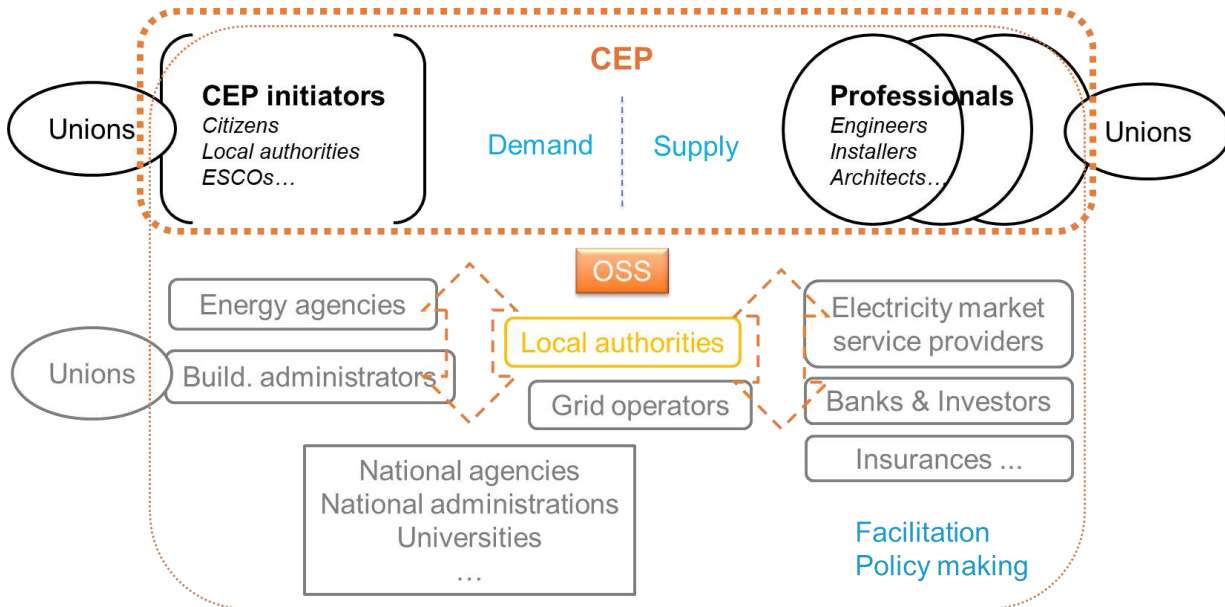 CEP
Unions
CEP initiators
Citizens
Local authorities
ESCOs…
Demand
Supply
Professionals
Engineers
Installers
Architects…
Unions
OSS
Energy agencies
Unions
Build. administrators
Local authorities
Grid operators
Electricity market
service providers
Banks & Investors
Insurances ...
National agencies
National administrations
Universities
…
Facilitation
Policy making